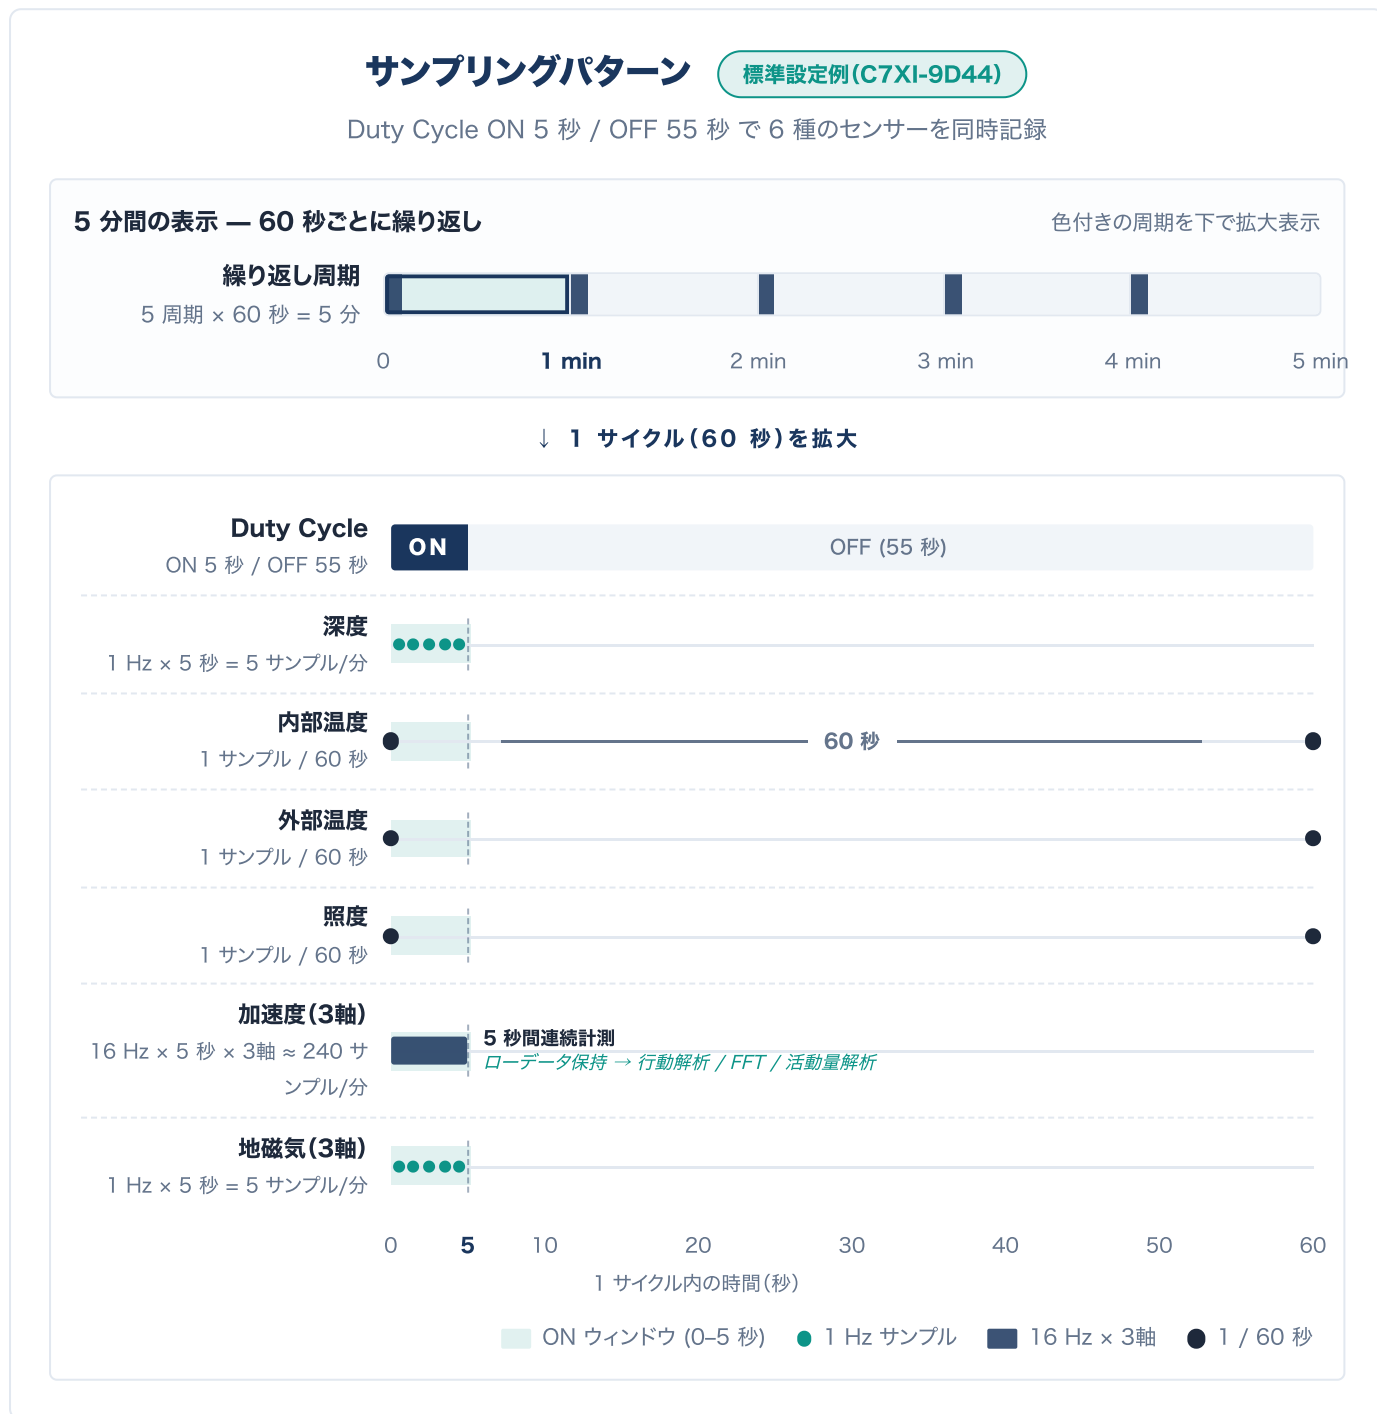 サンプリングパターン 標準設定例(C7XI-9D44)
Duty Cycle ON 5 秒 / OFF 55 秒 で 6 種のセンサーを同時記録
5 分間の表示 — 60 秒ごとに繰り返し 色付きの周期を下で拡大表示
繰り返し周期
5 周期 × 60 秒 = 5 分
0 1 min 2 min 3 min 4 min 5 min
↓ 1 サイクル(60 秒)を拡大
Duty Cycle
ON 5 秒 / OFF 55 秒
ON OFF (55 秒)
深度
1 Hz × 5 秒 = 5 サンプル/分
内部温度
1 サンプル / 60 秒
60 秒
外部温度
1 サンプル / 60 秒
照度
1 サンプル / 60 秒
加速度(3軸)
16 Hz × 5 秒 × 3軸 ≈ 240 サ
ンプル/分
5 秒間連続計測
ローデータ保持 → 行動解析 / FFT / 活動量解析
地磁気(3軸)
1 Hz × 5 秒 = 5 サンプル/分
0 5 10 20 30 40 50 60
1 サイクル内の時間(秒)
ON ウィンドウ (0–5 秒) 1 Hz サンプル 16 Hz × 3軸 1 / 60 秒